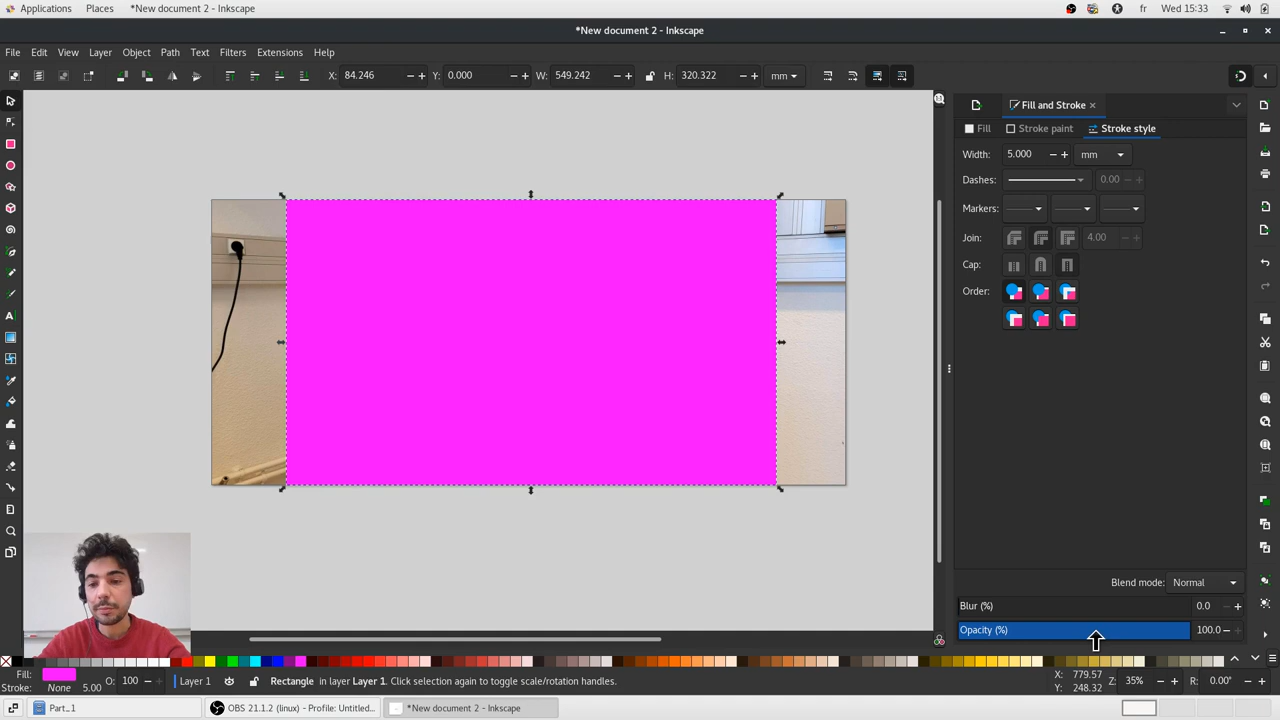 Applications Places *New document 2 - Inkscape fr Wed 15:33
*New document 2 - Inkscape
File Edit View Layer Object Path Text Filters Extensions Help
X: 84.246 Y: 0.000 W: 549.242 H: 320.322 mm
Fill and Stroke
Fill Stroke paint Stroke style
Width: 5.000 mm
Dashes: 0.00
Markers:
Join: 4.00
Cap:
Order:
Blend mode: Normal
Blur (%) 0.0
Opacity (%) 100.0
Fill: O: 100 Layer 1 Rectangle in layer Layer 1. Click selection again to toggle scale/rotation handles. X: 779.57 Z: 35% R: 0.00°
Stroke: None 5.00 Y: 248.32
Part_1 OBS 21.1.2 (linux) - Profile: Untitled... *New document 2 - Inkscape